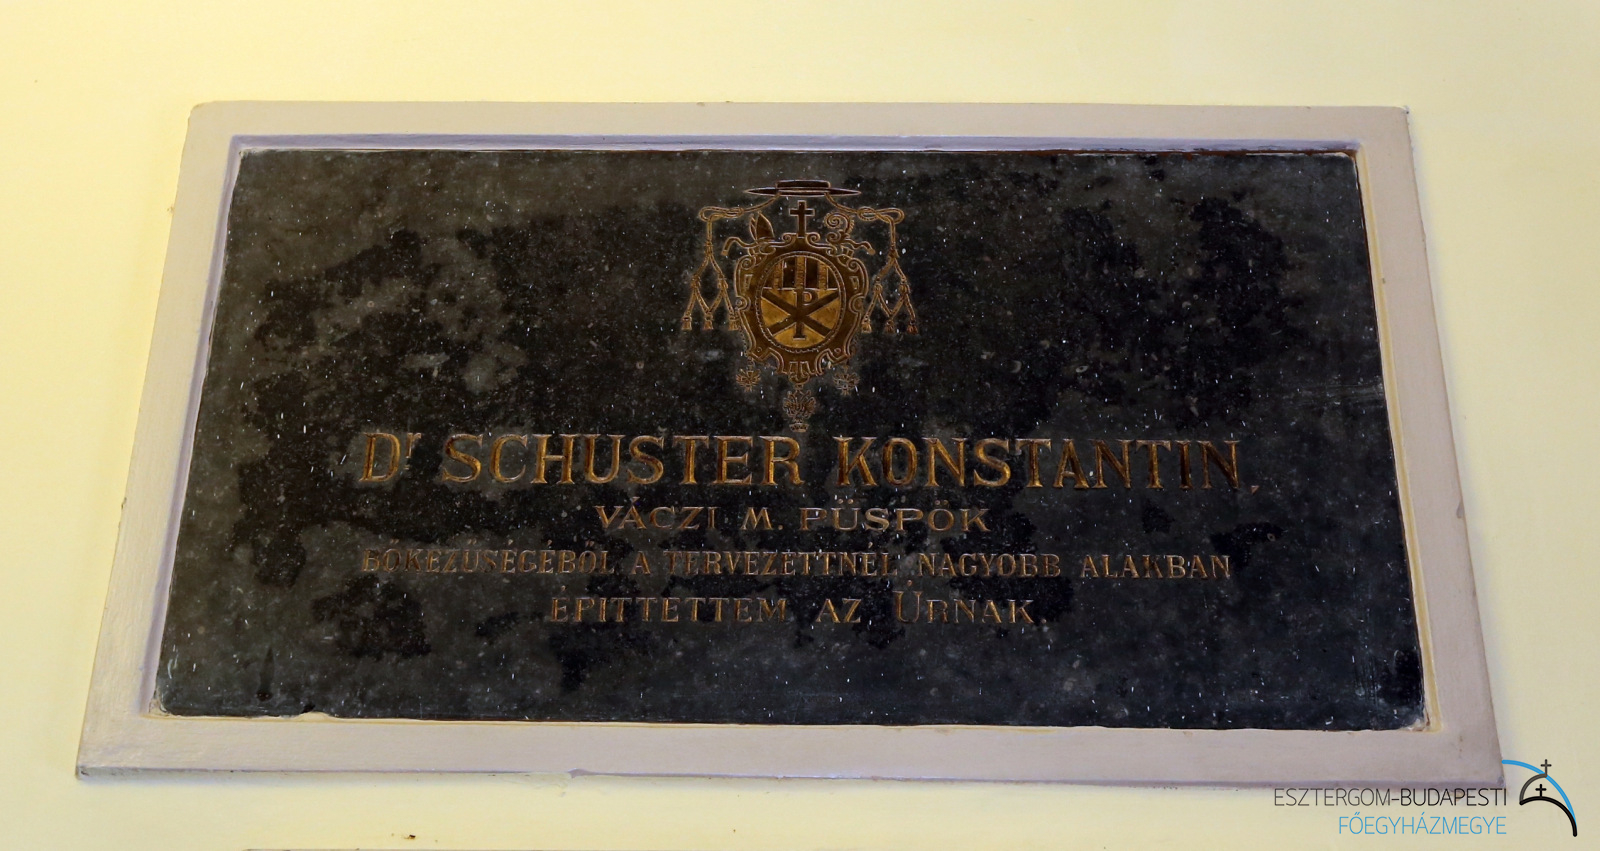 P
Dr SCHUSTER KONSTANTIN
VÁCZI M. PÜSPÖK
BŐKEZŰSÉGÉBŐL A TERVEZETTNÉL NAGYOBB ALAKBAN
ÉPITTETTEM AZ ÚRNAK
ESZTERGOM-BUDAPESTI
FŐEGYHÁZMEGYE